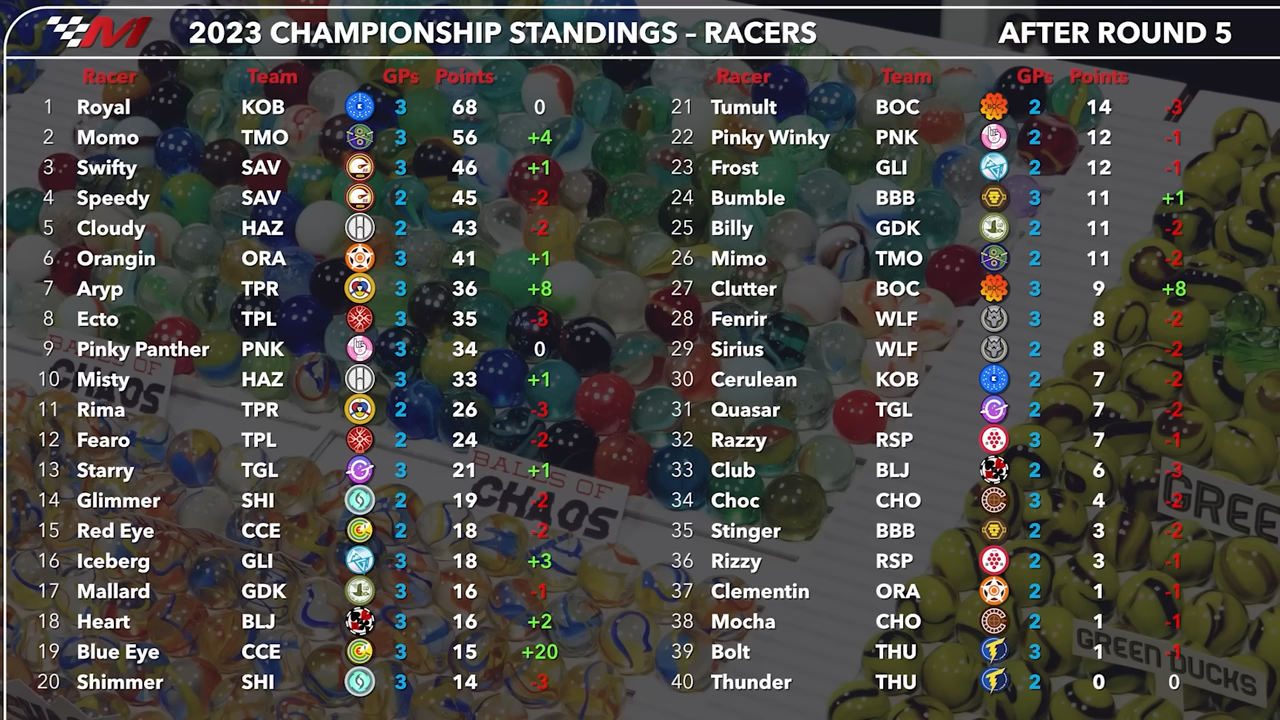 M 2023 CHAMPIONSHIP STANDINGS – RACERS AFTER ROUND 5
Racer Team GPs Points
1 Royal KOB 3 68 0
2 Momo TMO 3 56 +4
3 Swifty SAV 3 46 +1
4 Speedy SAV 2 45 -2
5 Cloudy HAZ 2 43 -2
6 Orangin ORA 3 41 +1
7 Aryp TPR 3 36 +8
8 Ecto TPL 3 35 -3
9 Pinky Panther PNK 3 34 0
10 Misty HAZ 3 33 +1
11 Rima TPR 2 26 -3
12 Fearo TPL 2 24 -2
13 Starry TGL 3 21 +1
14 Glimmer SHI 2 19 -2
15 Red Eye CCE 2 18 -2
16 Iceberg GLI 3 18 +3
17 Mallard GDK 3 16 -1
18 Heart BLJ 3 16 +2
19 Blue Eye CCE 3 15 +20
20 Shimmer SHI 3 14 -3
Racer Team GPs Points
21 Tumult BOC 2 14 -3
22 Pinky Winky PNK 2 12 -1
23 Frost GLI 2 12 -1
24 Bumble BBB 3 11 +1
25 Billy GDK 2 11 -2
26 Mimo TMO 2 11 -2
27 Clutter BOC 3 9 +8
28 Fenrir WLF 3 8 -2
29 Sirius WLF 2 8 -2
30 Cerulean KOB 2 7 -2
31 Quasar TGL 2 7 -2
32 Razzy RSP 3 7 -1
33 Club BLJ 2 6 -3
34 Choc CHO 3 4 -2
35 Stinger BBB 2 3 -2
36 Rizzy RSP 2 3 -1
37 Clementin ORA 2 1 -1
38 Mocha CHO 2 1 -1
39 Bolt THU 3 1 -1
40 Thunder THU 2 0 0
BALLS OF
CHAOS
BALLS OF
CHAOS
GREE
GREEN DUCKS